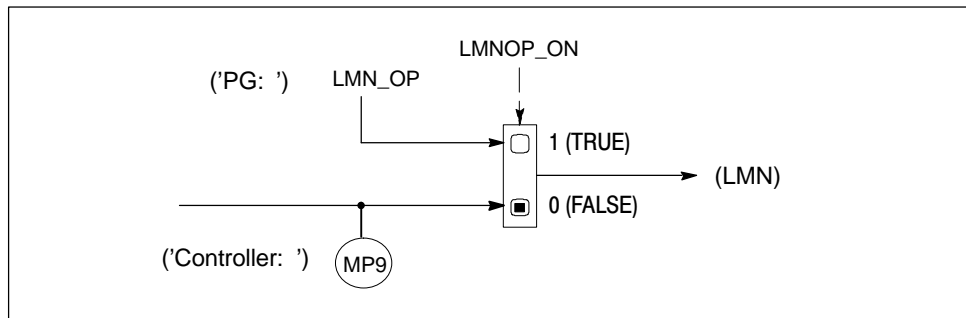 LMNOP_ON
(’PG:  ’) LMN_OP
1 (TRUE)
(LMN)
0 (FALSE)
(’Controller:  ’) MP9